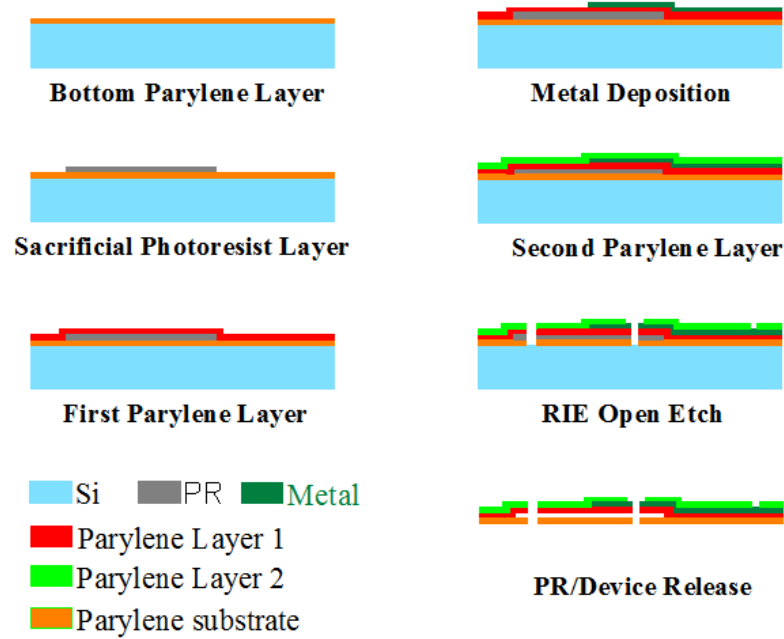 Bottom Parylene Layer
Metal Deposition
Sacrificial Photoresist Layer
Second Parylene Layer
First Parylene Layer
RIE Open Etch
Si
PR
Metal
Parylene Layer 1
Parylene Layer 2
Parylene substrate
PR/Device Release